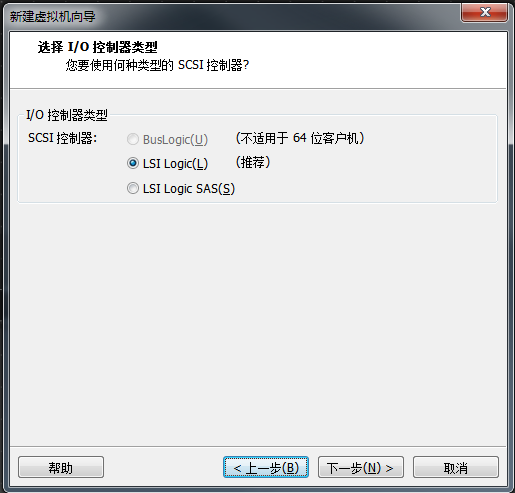 新建虚拟机向导
选择 I/O 控制器类型
您要使用何种类型的 SCSI 控制器?
I/O 控制器类型
SCSI 控制器: BusLogic(U) (不适用于 64 位客户机)
LSI Logic(L) (推荐)
LSI Logic SAS(S)
帮助 < 上一步(B) 下一步(N) > 取消